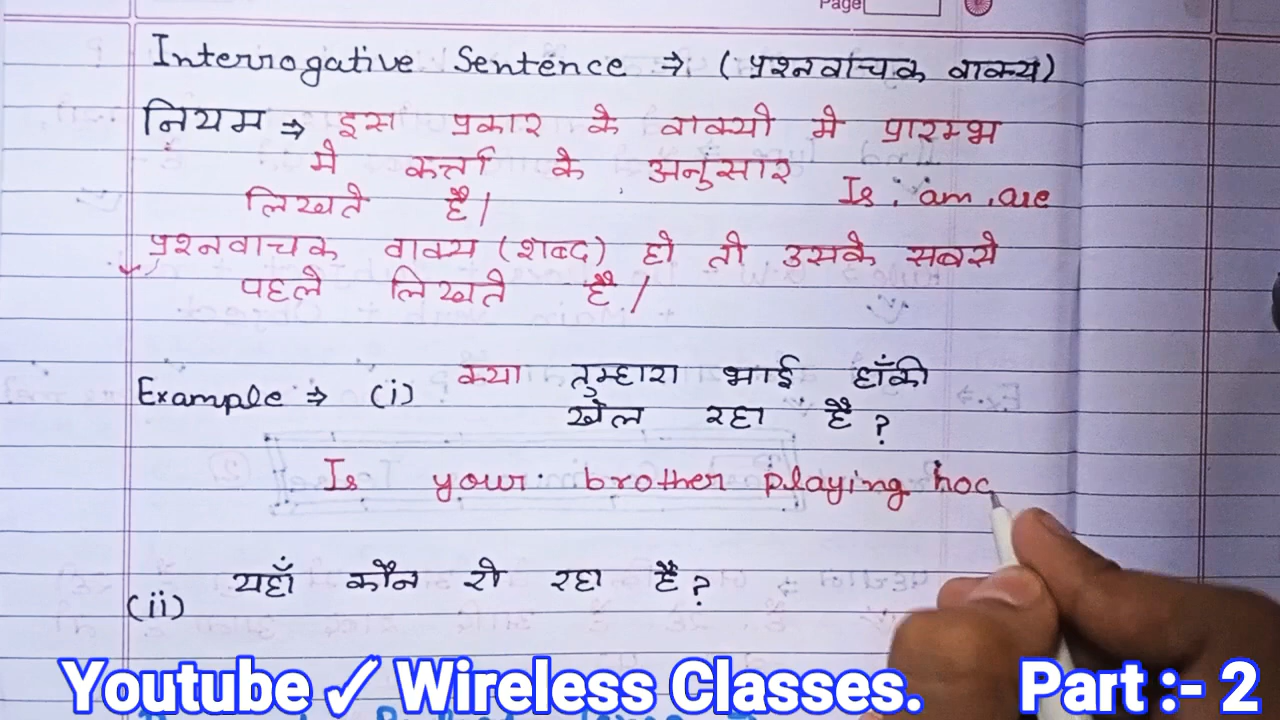 Page
Interrogative Sentence ⇒ (प्रश्नवाचक वाक्य)
नियम ⇒ इस प्रकार के वाक्यो मे प्रारम्भ
मे कर्त्ता के अनुसार Is, am, are
लिखते है।
प्रश्नवाचक वाक्य (शब्द) हो तो उसके सबसे
पहले लिखते है।
Example ⇒ (i) क्या तुम्हारा भाई हॉंकी
खेल रहा है?
Is your brother playing hoc
(ii) यहाँ कौन रो रहा है?
Youtube ✓ Wireless Classes. Part :- 2